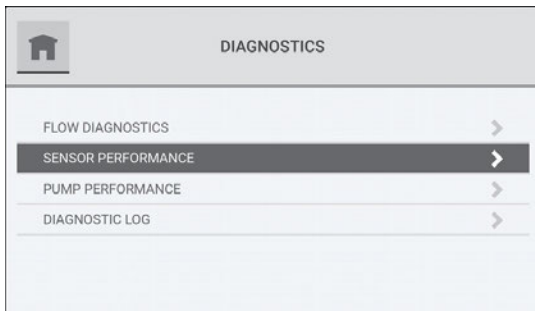 DIAGNOSTICS
FLOW DIAGNOSTICS
SENSOR PERFORMANCE
PUMP PERFORMANCE
DIAGNOSTIC LOG